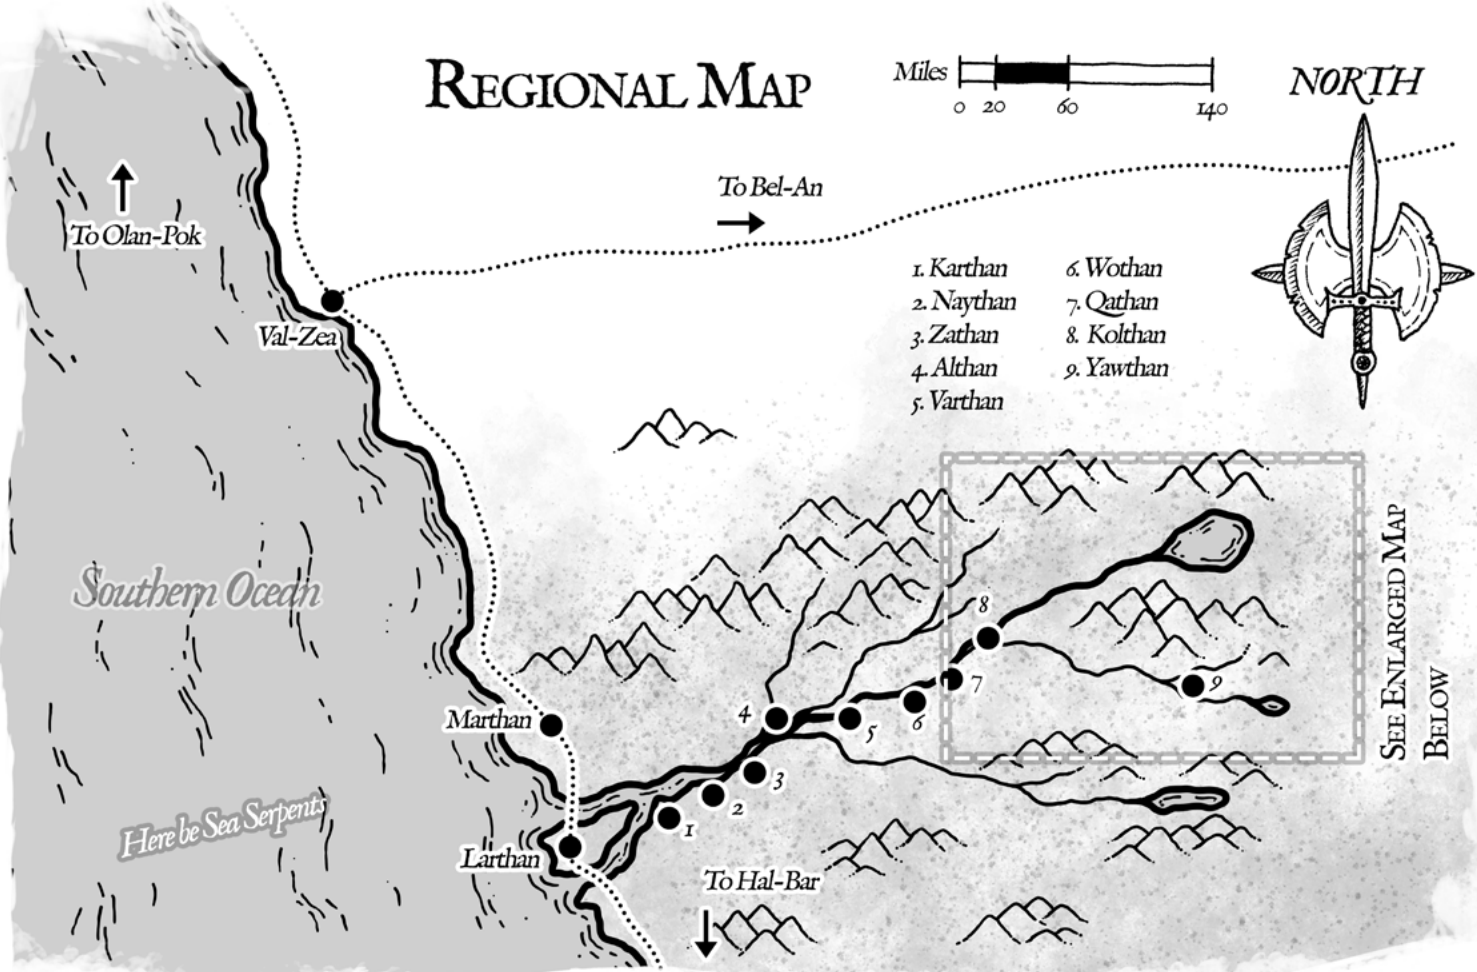 REGIONAL MAP
Miles
0 20 60 140
NORTH
To Olan-Pok
To Bel-An
1. Karthan
2. Naythan
3. Zathan
4. Althan
5. Varthan
6. Wothan
7. Qathan
8. Kolthan
9. Yawthan
Val-Zea
Southern Ocean
SEE ENLARGED MAP
BELOW
8
9
7
6
5
4
Marthan
3
2
1
Here be Sea Serpents
Larthan
To Hal-Bar